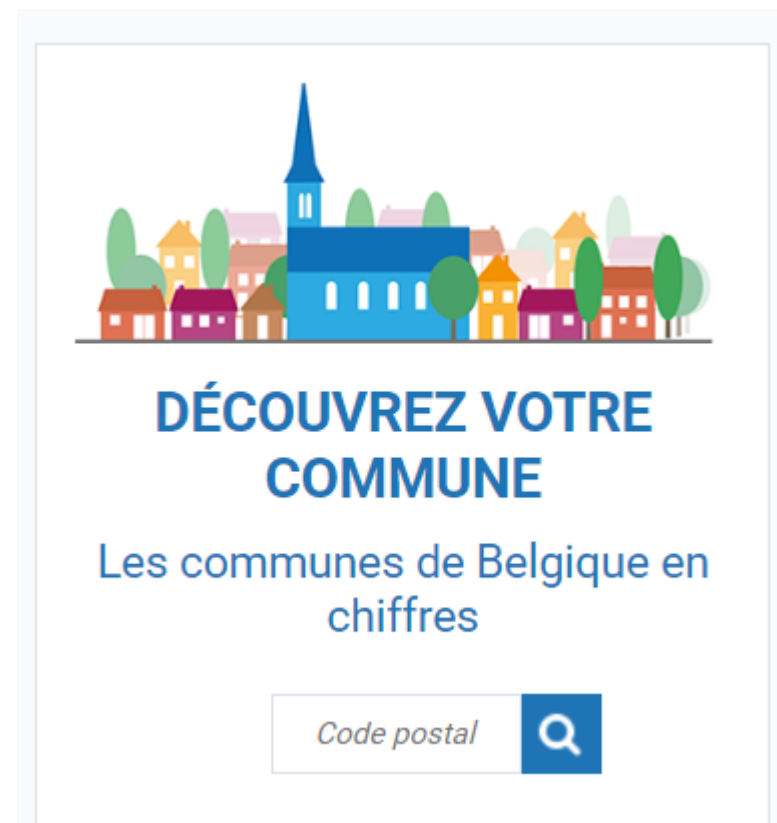 DÉCOUVREZ VOTRE
COMMUNE
Les communes de Belgique en
chiffres
Code postal